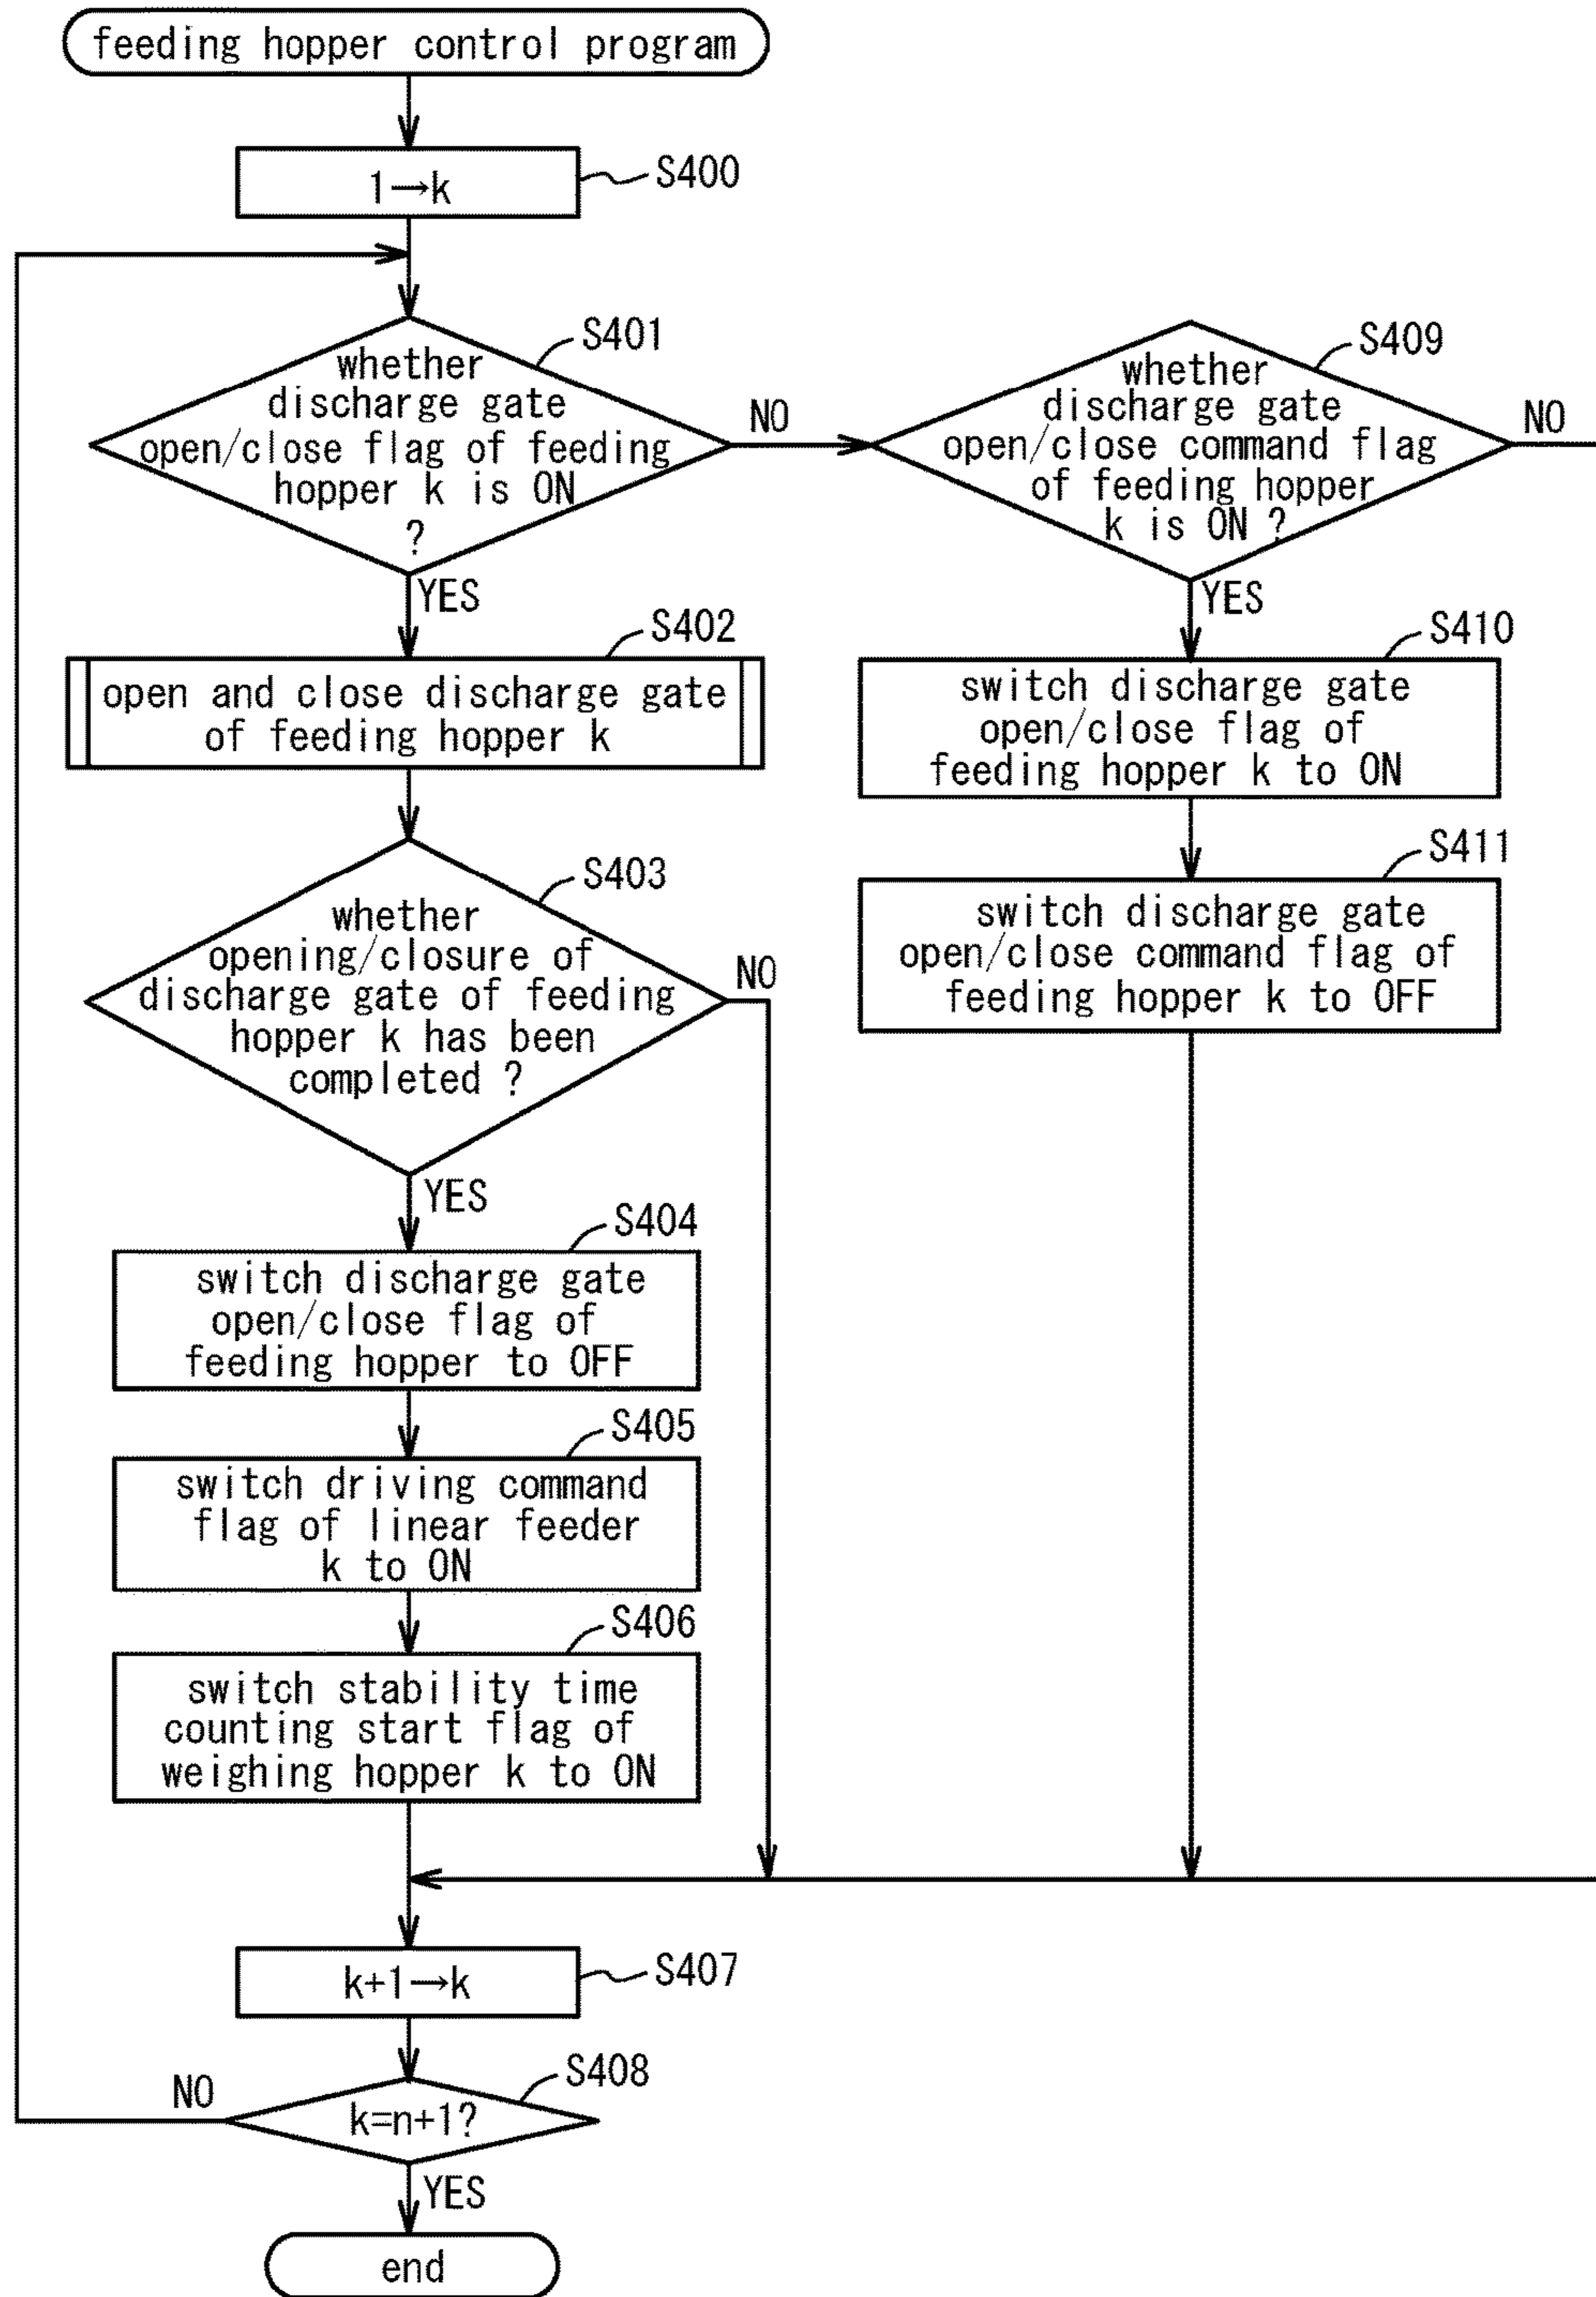 feeding hopper control program
1→k
S400
S401
whether
discharge gate
open/close flag of feeding
hopper k is ON
?
NO
YES
S409
whether
discharge gate
open/close command flag
of feeding hopper
k is ON ?
NO
YES
S402
open and close discharge gate
of feeding hopper k
S410
switch discharge gate
open/close flag of
feeding hopper k to ON
S411
switch discharge gate
open/close command flag of
feeding hopper k to OFF
S403
whether
opening/closure of
discharge gate of feeding
hopper k has been
completed ?
NO
YES
S404
switch discharge gate
open/close flag of
feeding hopper to OFF
S405
switch driving command
flag of linear feeder
k to ON
S406
switch stability time
counting start flag of
weighing hopper k to ON
k+1→k
S407
S408
k=n+1?
NO
YES
end